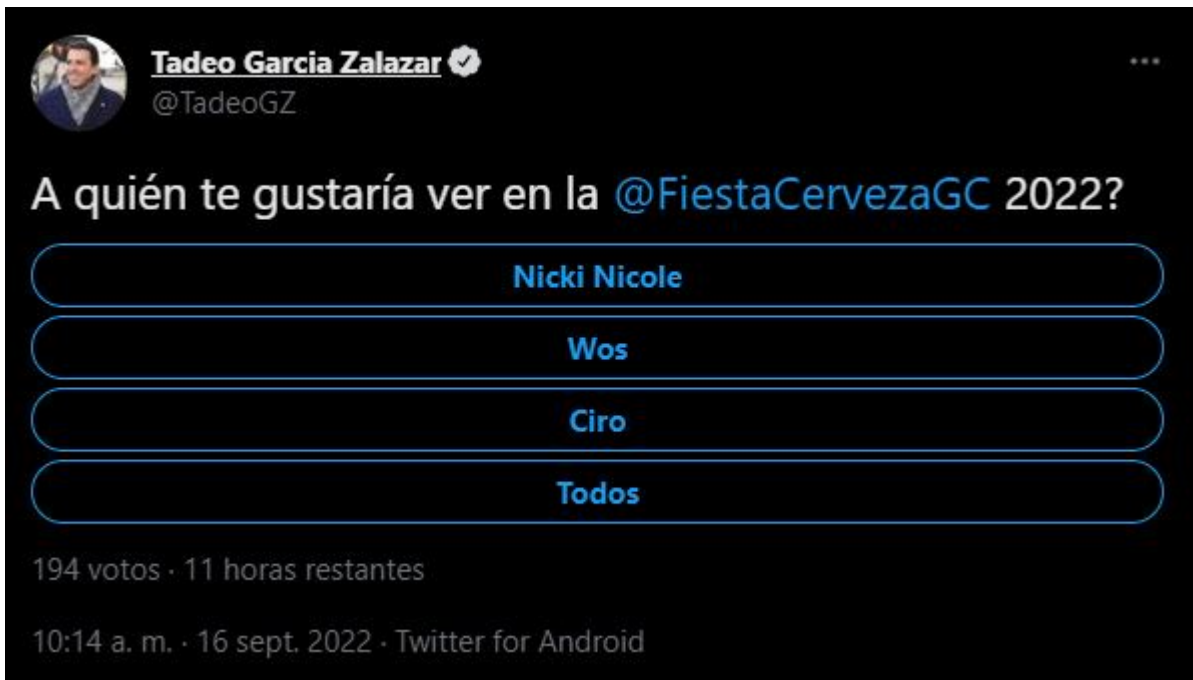 Tadeo Garcia Zalazar
@TadeoGZ
A quién te gustaría ver en la @FiestaCervezaGC 2022?
Nicki Nicole
Wos
Ciro
Todos
194 votos · 11 horas restantes
10:14 a. m. · 16 sept. 2022 · Twitter for Android